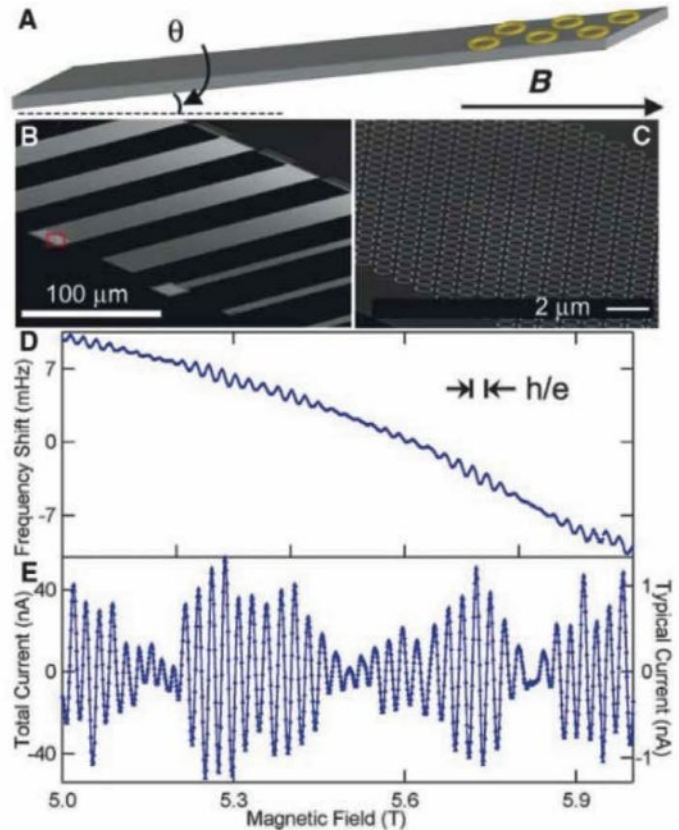 A
θ
B
B
C
100 μm
2 μm
D
Frequency Shift (mHz)
7
0
-7
h/e
E
Total Current (nA)
40
0
-40
Typical Current (nA)
1
0
-1
5.0
5.3
5.6
5.9
Magnetic Field (T)